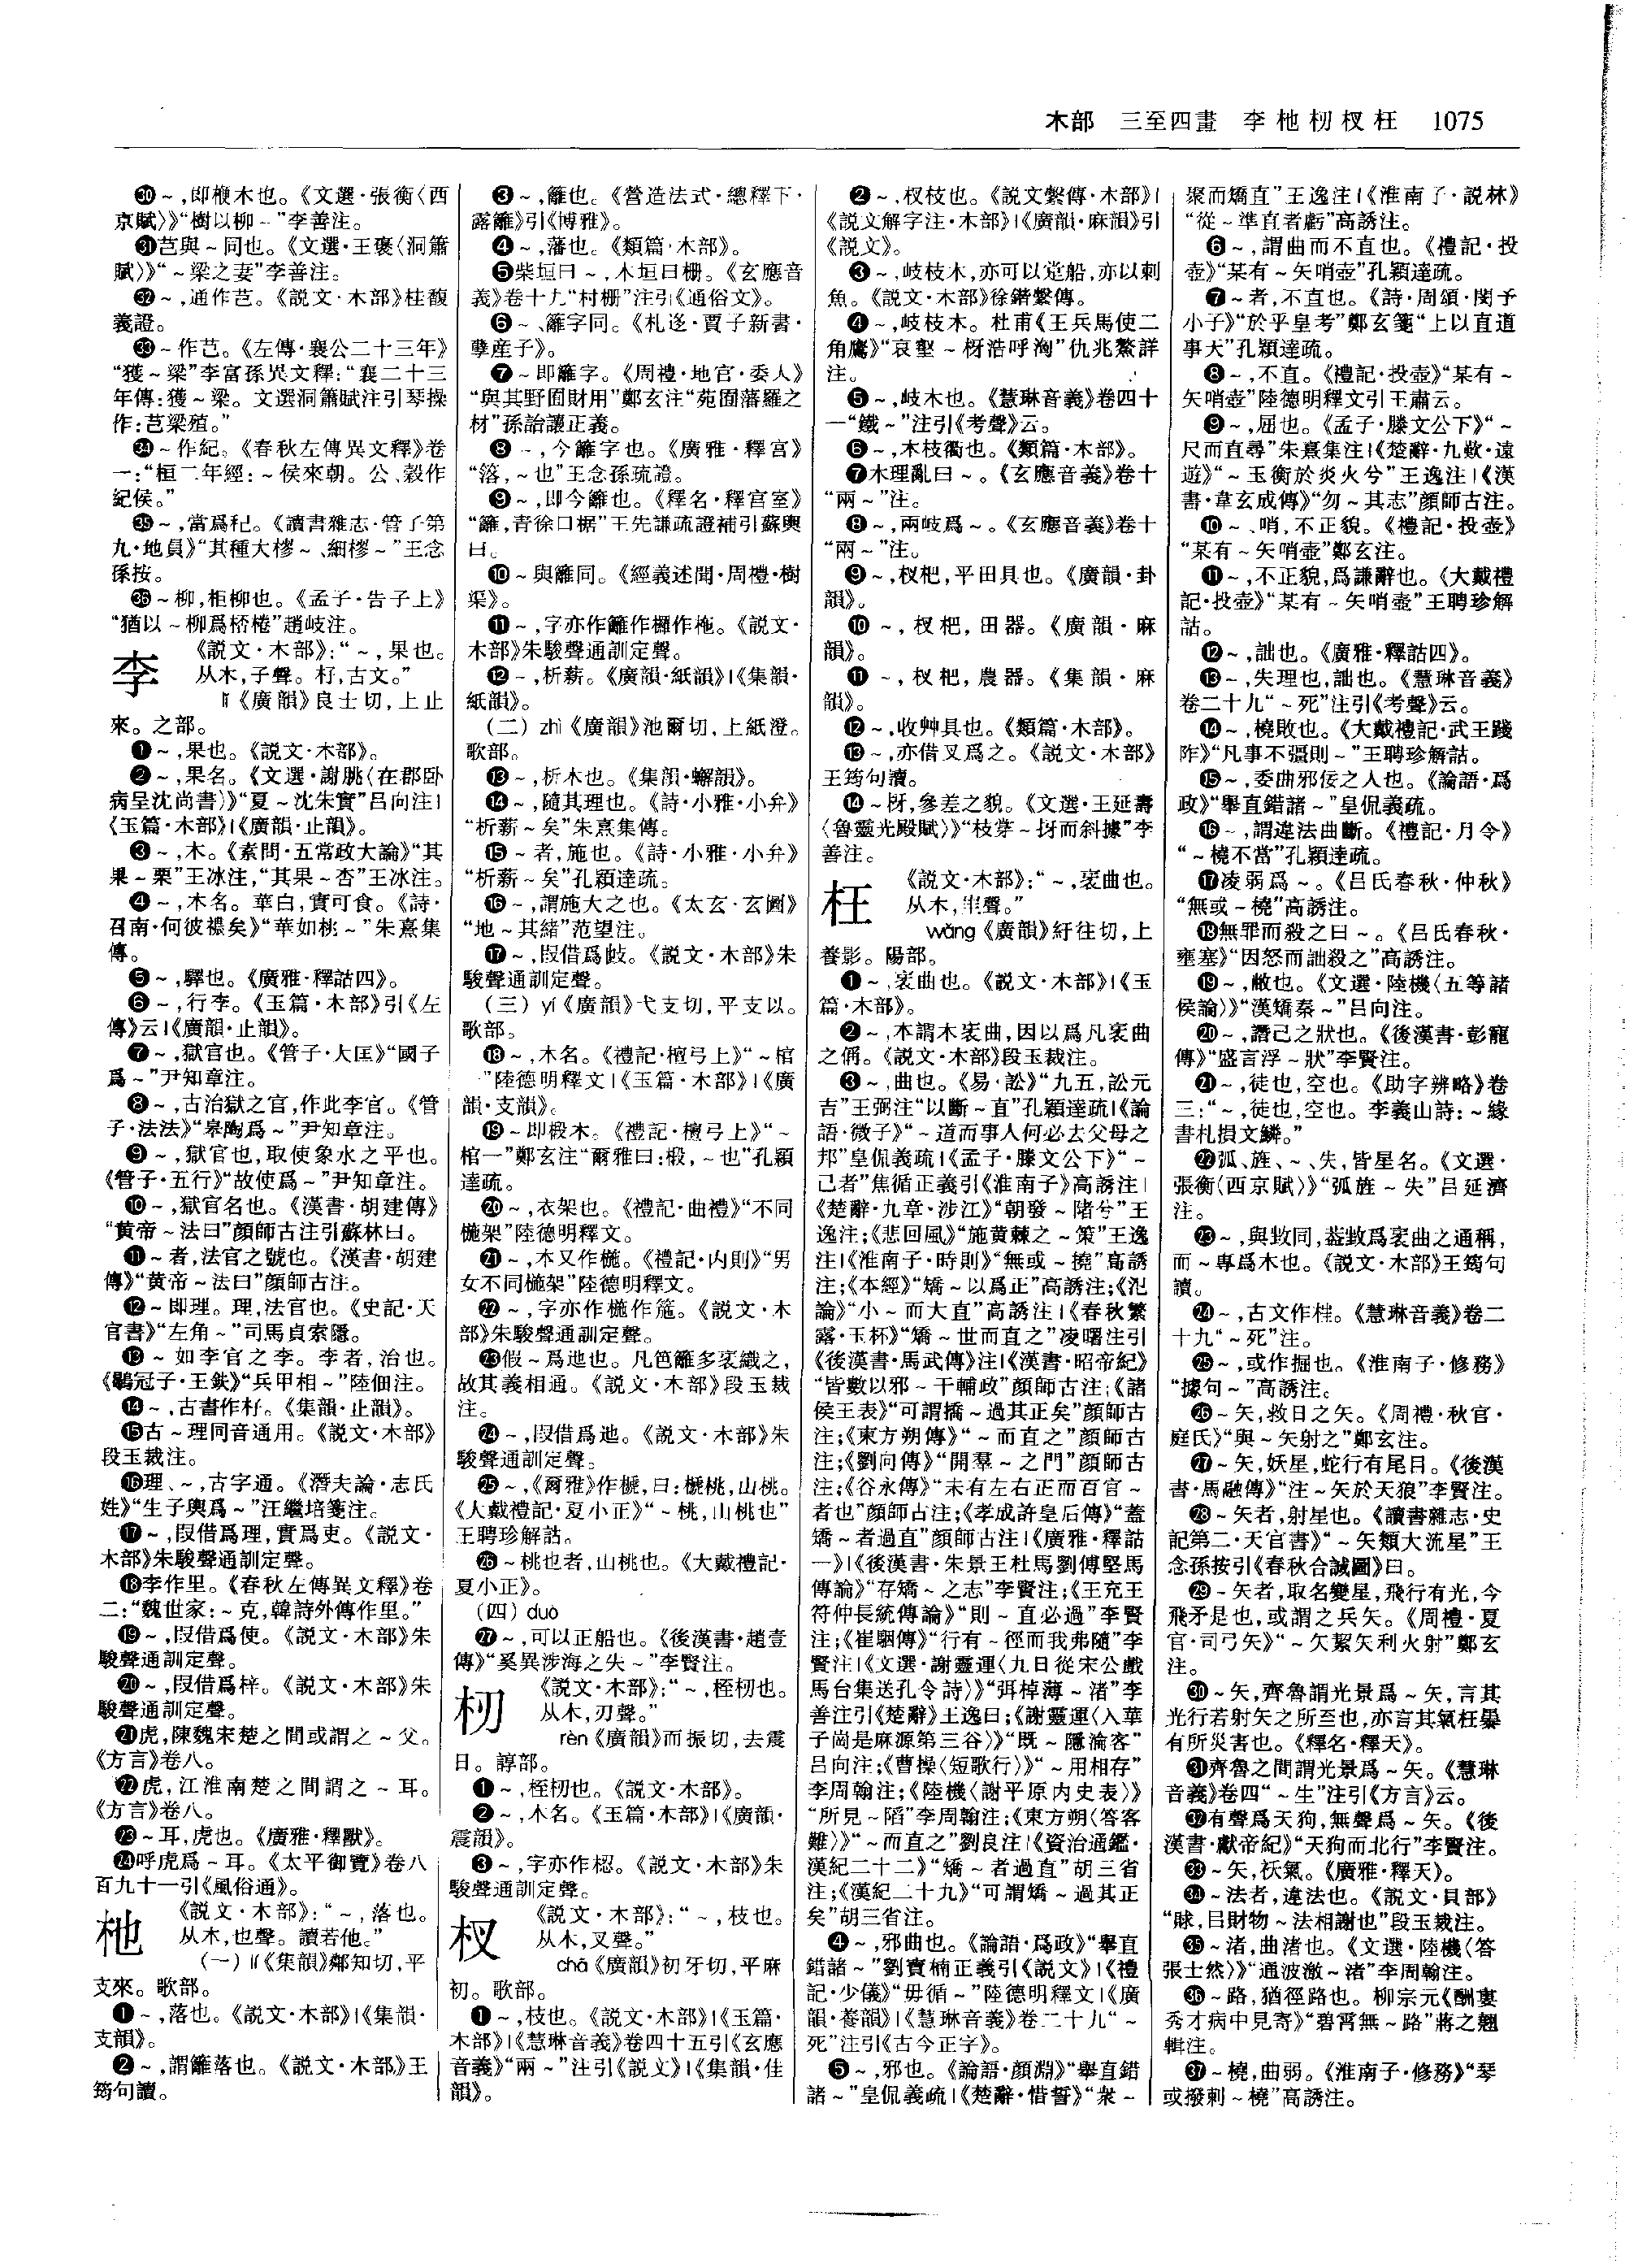 木部　三至四畫　李杝杒杈枉　1075
㉚～,即楩木也。《文選·張衡〈西
京賦〉》“樹以柳～”李善注。
㉛芑與～同也。《文選·王褒〈洞簫
賦〉》“～梁之妻”李善注。
㉜～,通作芑。《説文·木部》桂馥
義證。
㉝～作芑。《左傳·襄公二十三年》
“獲～梁”李富孫異文釋:“襄二十三
年傳:獲～梁。文選洞簫賦注引琴操
作:芑梁殖。”
㉞～作紀。《春秋左傳異文釋》卷
一:“桓二年經:～侯來朝。公、穀作
紀侯。”
㉟～,當爲杞。《讀書雜志·管子第
九·地員》“其種大樛～、細樛～”王念
孫按。
㊱～柳,柜柳也。《孟子·告子上》
“猶以～柳爲桮棬”趙岐注。
李　《説文·木部》:“～,果也。
从木,子聲。杍,古文。”
lǐ《廣韻》良士切,上止
來。之部。
❶～,果也。《説文·木部》。
❷～,果名。《文選·謝脁〈在郡卧
病呈沈尚書〉》“夏～沈朱實”吕向注|
《玉篇·木部》|《廣韻·止韻》。
❸～,木。《素問·五常政大論》“其
果～栗”王冰注,“其果～杏”王冰注。
❹～,木名。華白,實可食。《詩·
召南·何彼襛矣》“華如桃～”朱熹集
傳。
❺～,驛也。《廣雅·釋詁四》。
❻～,行李。《玉篇·木部》引《左
傳》云|《廣韻·止韻》。
❼～,獄官也。《管子·大匡》“國子
爲～”尹知章注。
❽～,古治獄之官,作此李官。《管
子·法法》“臯陶爲～”尹知章注。
❾～,獄官也,取使象水之平也。
《管子·五行》“故使爲～”尹知章注。
❿～,獄官名也。《漢書·胡建傳》
“黄帝～法曰”顔師古注引蘇林曰。
⓫～者,法官之號也。《漢書·胡建
傳》“黄帝～法曰”顔師古注。
⓬～即理。理,法官也。《史記·天
官書》“左角～”司馬貞索隱。
⓭～如李官之李。李者,治也。
《鶡冠子·王鈇》“兵甲相～”陸佃注。
⓮～,古書作杍。《集韻·止韻》。
⓯古～理同音通用。《説文·木部》
段玉裁注。
⓰理、～,古字通。《潛夫論·志氏
姓》“生子輿爲～”汪繼培箋注。
⓱～,叚借爲理,實爲吏。《説文·
木部》朱駿聲通訓定聲。
⓲李作里。《春秋左傳異文釋》卷
二:“魏世家:～克,韓詩外傳作里。”
⓳～,叚借爲使。《説文·木部》朱
駿聲通訓定聲。
⓴～,叚借爲梓。《説文·木部》朱
駿聲通訓定聲。
㉑虎,陳魏宋楚之間或謂之～父。
《方言》卷八。
㉒虎,江淮南楚之間謂之～耳。
《方言》卷八。
㉓～耳,虎也。《廣雅·釋獸》。
㉔呼虎爲～耳。《太平御覽》卷八
百九十一引《風俗通》。
杝　《説文·木部》:“～,落也。
从木,也聲。讀若他。”
(一) lí《集韻》鄰知切,平
支來。歌部。
❶～,落也。《説文·木部》|《集韻·
支韻》。
❷～,謂籬落也。《説文·木部》王
筠句讀。
❸～,籬也。《營造法式·總釋下·
露籬》引《博雅》。
❹～,藩也。《類篇·木部》。
❺柴垣曰～,木垣曰栅。《玄應音
義》卷十九“村栅”注引《通俗文》。
❻～、籬字同。《札迻·賈子新書·
孽産子》。
❼～即籬字。《周禮·地官·委人》
“與其野囿財用”鄭玄注“苑囿藩羅之
材”孫詒讓正義。
❽～,今籬字也。《廣雅·釋宫》
“落,～也”王念孫疏證。
❾～,即今籬也。《釋名·釋宫室》
“籬,青徐曰椐”王先謙疏證補引蘇輿
曰。
❿～與籬同。《經義述聞·周禮·樹
渠》。
⓫～,字亦作籬作欏作柂。《説文·
木部》朱駿聲通訓定聲。
⓬～,析薪。《廣韻·紙韻》|《集韻·
紙韻》。
(二) zhì《廣韻》池爾切,上紙澄。
歌部。
⓭～,析木也。《集韻·蠏韻》。
⓮～,隨其理也。《詩·小雅·小弁》
“析薪～矣”朱熹集傳。
⓯～者,施也。《詩·小雅·小弁》
“析薪～矣”孔穎達疏。
⓰～,謂施大之也。《太玄·玄圖》
“地～其緒”范望注。
⓱～,叚借爲㩻。《説文·木部》朱
駿聲通訓定聲。
(三) yí《廣韻》弋支切,平支以。
歌部。
⓲～,木名。《禮記·檀弓上》“～棺
一”陸德明釋文|《玉篇·木部》|《廣
韻·支韻》。
⓳～即椴木。《禮記·檀弓上》“～
棺一”鄭玄注“爾雅曰:椴,～也”孔穎
達疏。
⓴～,衣架也。《禮記·曲禮》“不同
椸架”陸德明釋文。
㉑～,本又作椸。《禮記·内則》“男
女不同椸架”陸德明釋文。
㉒～,字亦作椸作箷。《説文·木
部》朱駿聲通訓定聲。
㉓假～爲迆也。凡笆籬多衺織之,
故其義相通。《説文·木部》段玉裁
注。
㉔～,叚借爲迆。《説文·木部》朱
駿聲通訓定聲。
㉕～,《爾雅》作榹,曰:榹桃,山桃。
《大戴禮記·夏小正》“～桃,山桃也”
王聘珍解詁。
㉖～桃也者,山桃也。《大戴禮記·
夏小正》。
(四) duò
㉗～,可以正船也。《後漢書·趙壹
傳》“奚異涉海之失～”李賢注。
杒　《説文·木部》:“～,桎杒也。
从木,刃聲。”
rèn《廣韻》而振切,去震
日。諄部。
❶～,桎杒也。《説文·木部》。
❷～,木名。《玉篇·木部》|《廣韻·
震韻》。
❸～,字亦作梕。《説文·木部》朱
駿聲通訓定聲。
杈　《説文·木部》:“～,枝也。
从木,叉聲。”
chā《廣韻》初牙切,平麻
初。歌部。
❶～,枝也。《説文·木部》|《玉篇·
木部》|《慧琳音義》卷四十五引《玄應
音義》“兩～”注引《説文》|《集韻·佳
韻》。
❷～,杈枝也。《説文繫傳·木部》|
《説文解字注·木部》|《廣韻·麻韻》引
《説文》。
❸～,岐枝木,亦可以㲉船,亦以刺
魚。《説文·木部》徐鍇繫傳。
❹～,岐枝木。杜甫《王兵馬使二
角鷹》“哀壑～枒浩呼洶”仇兆鰲詳
注。
❺～,岐木也。《慧琳音義》卷四十
一“鐵～”注引《考聲》云。
❻～,木枝衢也。《類篇·木部》。
❼木理亂曰～。《玄應音義》卷十
“兩～”注。
❽～,兩岐爲～。《玄應音義》卷十
“兩～”注。
❾～,杈杷,平田具也。《廣韻·卦
韻》。
❿～,杈杷,田器。《廣韻·麻
韻》。
⓫～,杈杷,農器。《集韻·麻
韻》。
⓬～,收艸具也。《類篇·木部》。
⓭～,亦借叉爲之。《説文·木部》
王筠句讀。
⓮～枒,參差之貌。《文選·王延壽
〈魯靈光殿賦〉》“枝㧎～枒而斜據”李
善注。
枉　《説文·木部》:“～,衺曲也。
从木,㞷聲。”
wǎng《廣韻》紆往切,上
養影。陽部。
❶～,衺曲也。《説文·木部》|《玉
篇·木部》。
❷～,本謂木衺曲,因以爲凡衺曲
之偁。《説文·木部》段玉裁注。
❸～,曲也。《易·訟》“九五,訟元
吉”王弼注“以斷～直”孔穎達疏|《論
語·微子》“～道而事人何必去父母之
邦”皇侃義疏|《孟子·滕文公下》“～
己者”焦循正義引《淮南子》高誘注|
《楚辭·九章·涉江》“朝發～陼兮”王
逸注;《悲回風》“施黄棘之～策”王逸
注|《淮南子·時則》“無或～撓”高誘
注;《本經》“矯～以爲正”高誘注;《氾
論》“小～而大直”高誘注|《春秋繁
露·玉杯》“矯～世而直之”凌曙注引
《後漢書·馬武傳》注|《漢書·昭帝紀》
“皆數以邪～干輔政”顔師古注;《諸
侯王表》“可謂撟～過其正矣”顔師古
注;《東方朔傳》“～而直之”顔師古
注;《劉向傳》“開羣～之門”顔師古
注;《谷永傳》“未有左右正而百官～
者也”顔師古注;《孝成許皇后傳》“蓋
矯～者過直”顔師古注|《廣雅·釋詁
一》|《後漢書·朱景王杜馬劉傅堅馬
傳論》“存矯～之志”李賢注;《王充王
符仲長統傳論》“則～直必過”李賢
注;《崔駰傳》“行有～徑而我弗隨”李
賢注|《文選·謝靈運〈九日從宋公戲
馬台集送孔令詩〉》“弭棹薄～渚”李
善注引《楚辭》王逸曰;《謝靈運〈入華
子崗是麻源第三谷〉》“既～隱淪客”
吕向注;《曹操〈短歌行〉》“～用相存”
李周翰注;《陸機〈謝平原内史表〉》
“所見～陷”李周翰注;《東方朔〈答客
難〉》“～而直之”劉良注|《資治通鑑·
漢紀二十二》“矯～者過直”胡三省
注;《漢紀二十九》“可謂矯～過其正
矣”胡三省注。
❹～,邪曲也。《論語·爲政》“舉直
錯諸～”劉寶楠正義引《説文》|《禮
記·少儀》“毋循～”陸德明釋文|《廣
韻·養韻》|《慧琳音義》卷二十九“～
死”注引《古今正字》。
❺～,邪也。《論語·顔淵》“舉直錯
諸～”皇侃義疏|《楚辭·惜誓》“衆～
聚而矯直”王逸注|《淮南子·説林》
“從～準直者虧”高誘注。
❻～,謂曲而不直也。《禮記·投
壺》“某有～矢哨壺”孔穎達疏。
❼～者,不直也。《詩·周頌·閔予
小子》“於乎皇考”鄭玄箋“上以直道
事天”孔穎達疏。
❽～,不直。《禮記·投壺》“某有～
矢哨壺”陸德明釋文引王肅云。
❾～,屈也。《孟子·滕文公下》“～
尺而直尋”朱熹集注|《楚辭·九歎·遠
遊》“～玉衡於炎火兮”王逸注|《漢
書·韋玄成傳》“勿～其志”顔師古注。
❿～、哨,不正貌。《禮記·投壺》
“某有～矢哨壺”鄭玄注。
⓫～,不正貌,爲謙辭也。《大戴禮
記·投壺》“某有～矢哨壺”王聘珍解
詁。
⓬～,詘也。《廣雅·釋詁四》。
⓭～,失理也,詘也。《慧琳音義》
卷二十九“～死”注引《考聲》云。
⓮～,橈敗也。《大戴禮記·武王踐
阼》“凡事不彊則～”王聘珍解詁。
⓯～,委曲邪佞之人也。《論語·爲
政》“舉直錯諸～”皇侃義疏。
⓰～,謂違法曲斷。《禮記·月令》
“～橈不當”孔穎達疏。
⓱凌弱爲～。《吕氏春秋·仲秋》
“無或～橈”高誘注。
⓲無罪而殺之曰～。《吕氏春秋·
壅塞》“因怒而詘殺之”高誘注。
⓳～,敝也。《文選·陸機〈五等諸
侯論〉》“漢矯秦～”吕向注。
⓴～,譖己之狀也。《後漢書·彭寵
傳》“盛言浮～狀”李賢注。
㉑～,徒也,空也。《助字辨略》卷
三:“～,徒也,空也。李義山詩:～緣
書札損文鱗。”
㉒弧、旌、～、矢,皆星名。《文選·
張衡〈西京賦〉》“弧旌～矢”吕延濟
注。
㉓～,與㪏同,盭㪏爲衺曲之通稱,
而～專爲木也。《説文·木部》王筠句
讀。
㉔～,古文作桂。《慧琳音義》卷二
十九“～死”注。
㉕～,或作掘也。《淮南子·修務》
“據句～”高誘注。
㉖～矢,救日之矢。《周禮·秋官·
庭氏》“與～矢射之”鄭玄注。
㉗～矢,妖星,蛇行有尾目。《後漢
書·馬融傳》“注～矢於天狼”李賢注。
㉘～矢者,射星也。《讀書雜志·史
記第二·天官書》“～矢類大流星”王
念孫按引《春秋合誠圖》曰。
㉙～矢者,取名變星,飛行有光,今
飛矛是也,或謂之兵矢。《周禮·夏
官·司弓矢》“～矢絜矢利火射”鄭玄
注。
㉚～矢,齊魯謂光景爲～矢,言其
光行若射矢之所至也,亦言其氣枉暴
有所災害也。《釋名·釋天》。
㉛齊魯之間謂光景爲～矢。《慧琳
音義》卷四“～生”注引《方言》云。
㉜有聲爲天狗,無聲爲～矢。《後
漢書·獻帝紀》“天狗而北行”李賢注。
㉝～矢,祅氣。《廣雅·釋天》。
㉞～法者,違法也。《説文·貝部》
“賕,㠯財物～法相謝也”段玉裁注。
㉟～渚,曲渚也。《文選·陸機〈答
張士然〉》“通波激～渚”李周翰注。
㊱～路,猶徑路也。柳宗元《酬婁
秀才病中見寄》“碧霄無～路”蔣之翹
輯注。
㊲～橈,曲弱。《淮南子·修務》“琴
或撥剌～橈”高誘注。